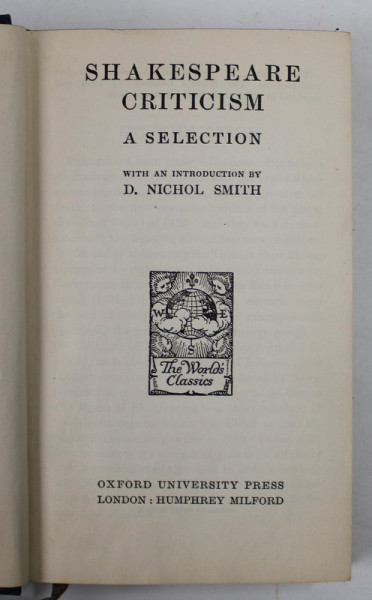 SHAKESPEARE
CRITICISM
A SELECTION
WITH AN INTRODUCTION BY
D. NICHOL SMITH
W E
S
The World's
Classics
OXFORD UNIVERSITY PRESS
LONDON : HUMPHREY MILFORD